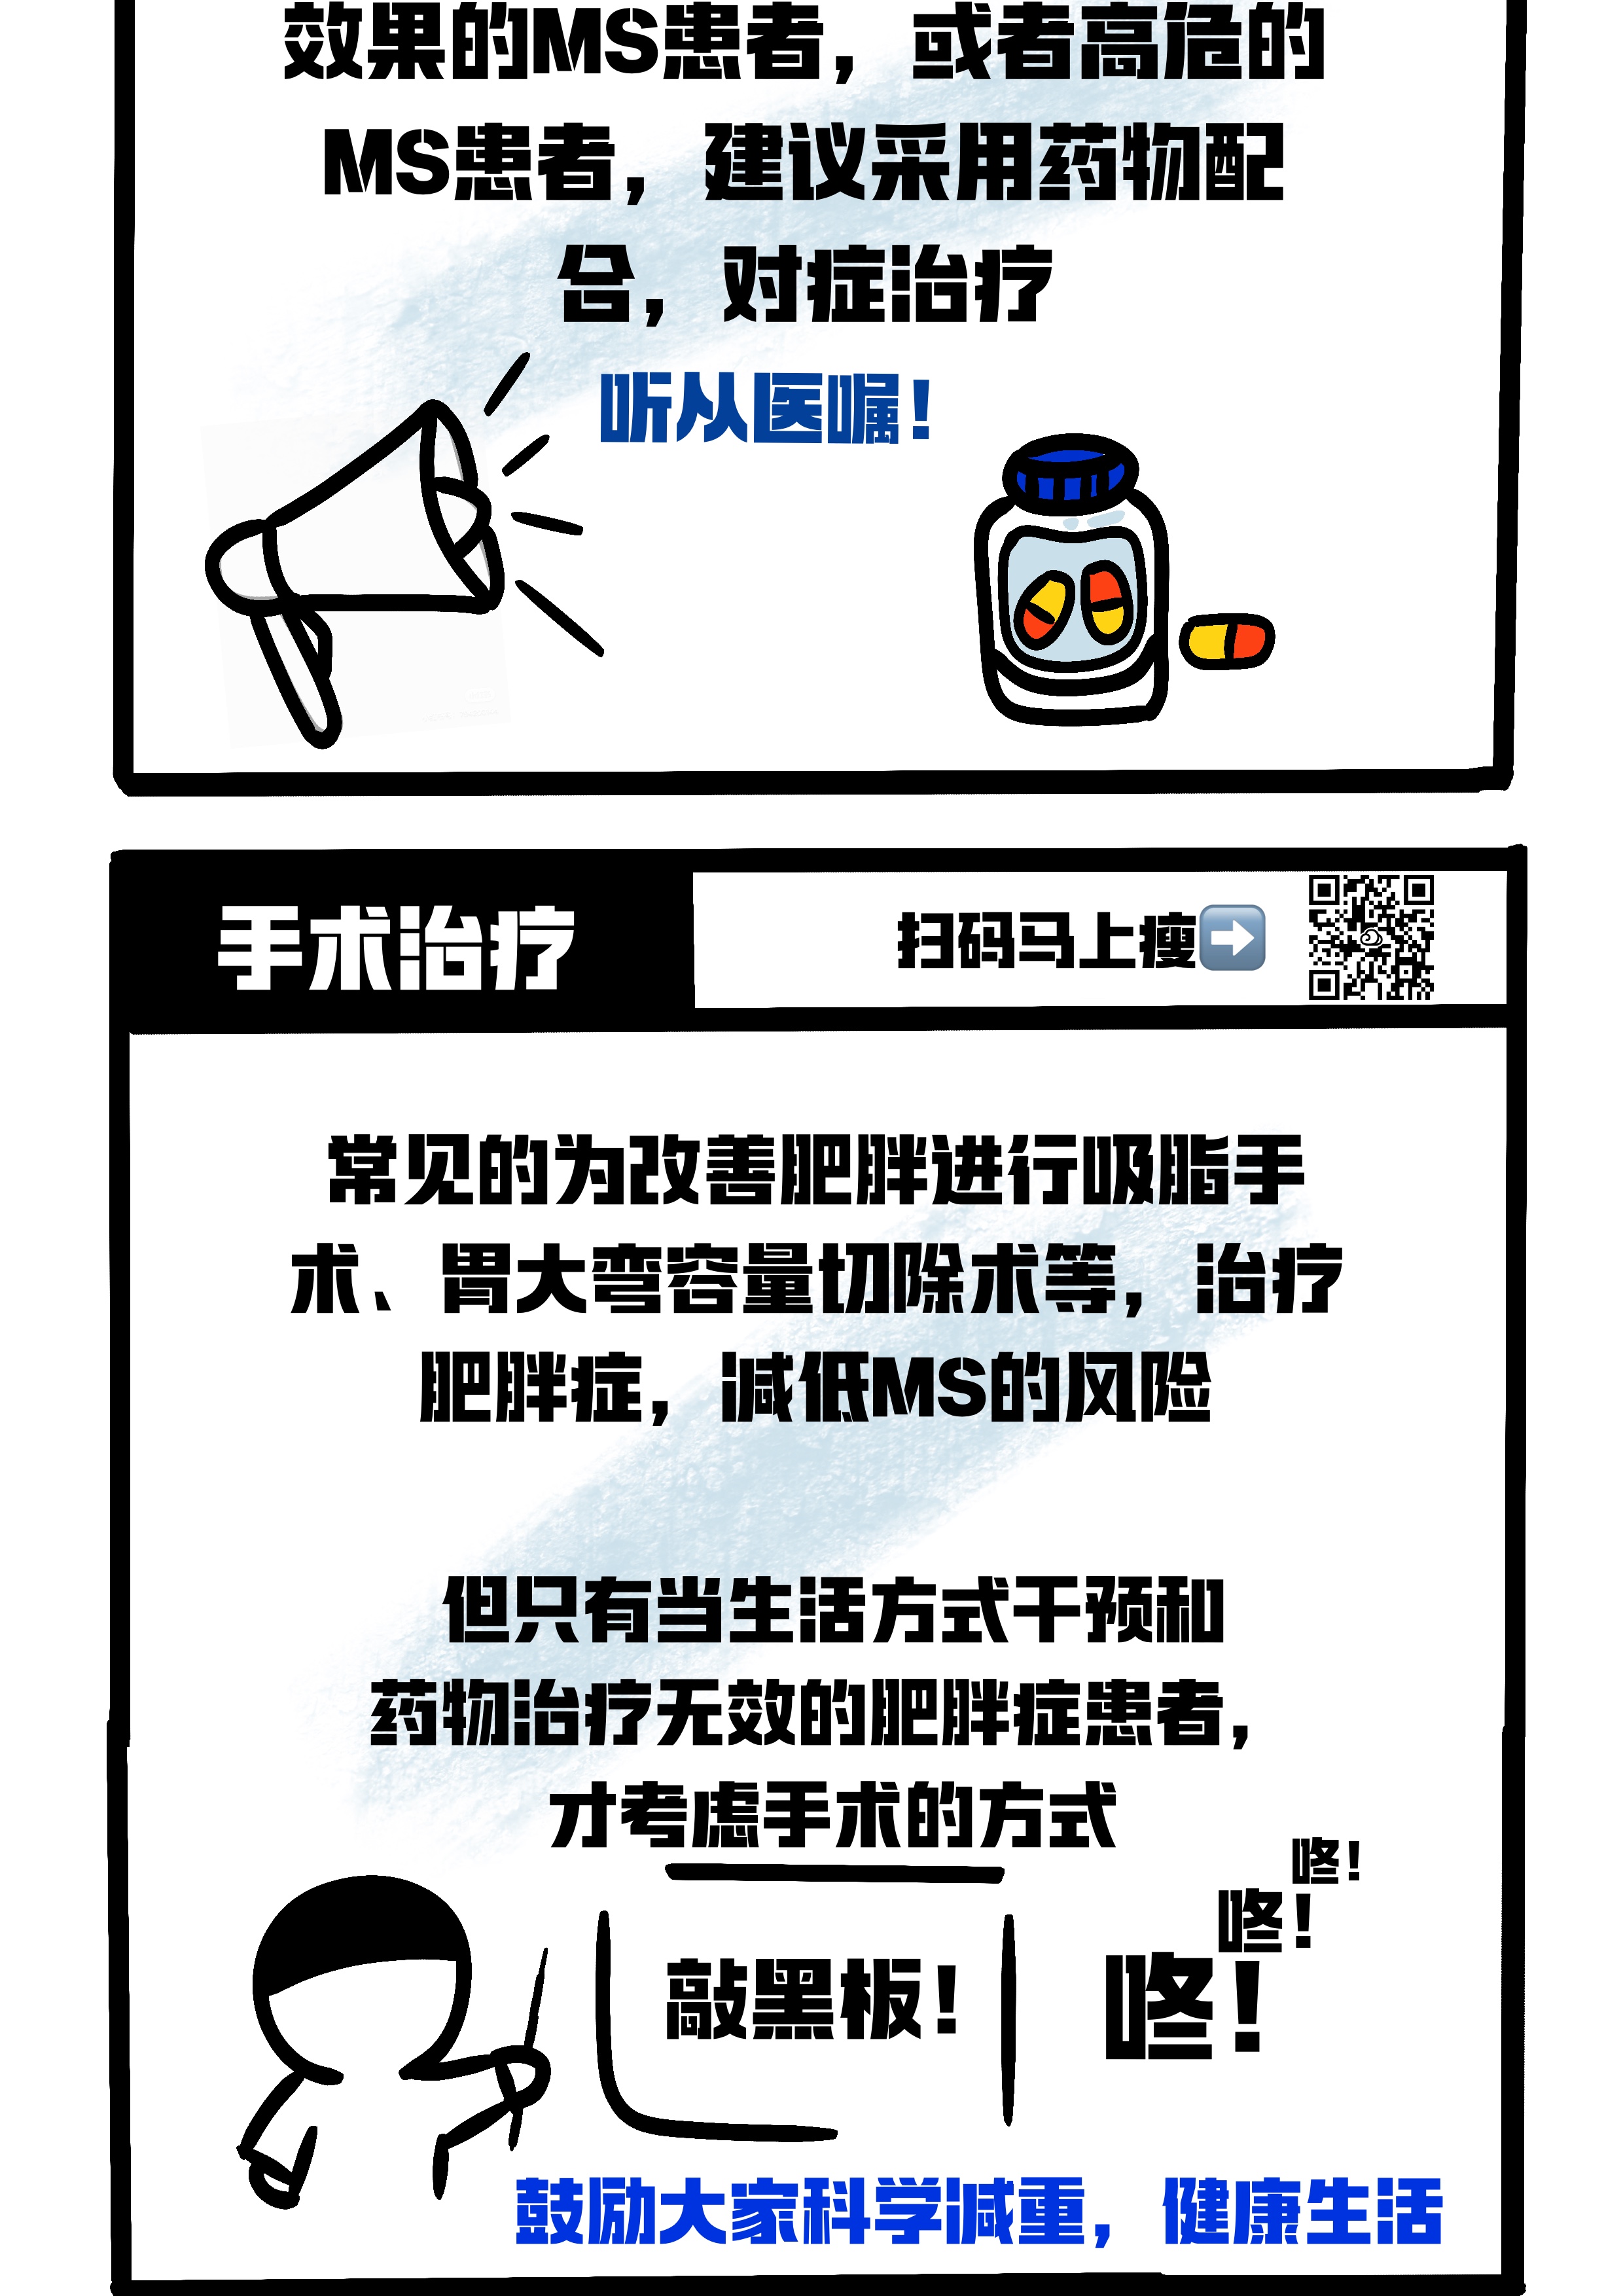 效果的MS患者，或者高危的
MS患者，建议采用药物配
合，对症治疗
听从医嘱！
手术治疗
扫码马上瘦➡️
常见的为改善肥胖进行吸脂手
术、胃大弯容量切除术等，治疗
肥胖症，减低MS的风险
但只有当生活方式干预和
药物治疗无效的肥胖症患者，
才考虑手术的方式
咚！
咚！
咚！
敲黑板！
鼓励大家科学减重，健康生活